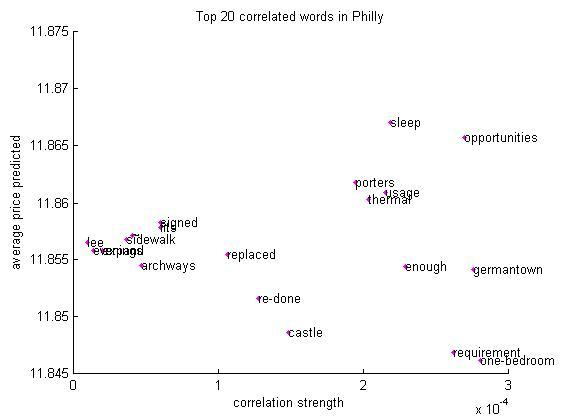 Top 20 correlated words in Philly
11.875
11.87
11.865
11.86
11.855
11.85
11.845
average price predicted
sleep
opportunities
porters
usage
thermal
signed
fits
sidewalk
lee
archways
replaced
enough
germantown
re-done
castle
requirement
one-bedroom
0
1
2
3
correlation strength
x 10
-4